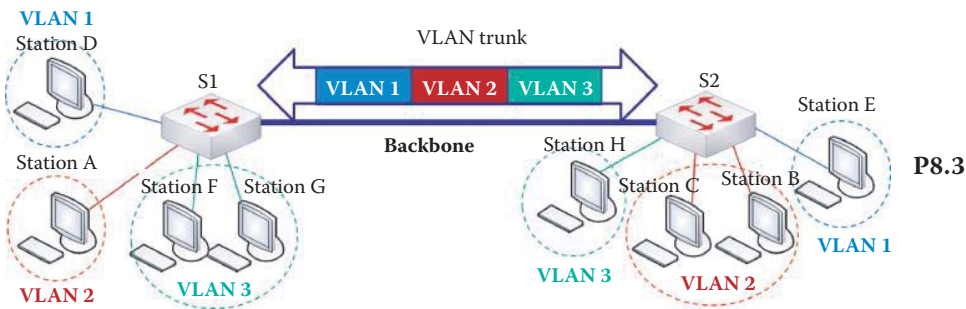 VLAN 1
Station D
S1
VLAN trunk
VLAN 1 VLAN 2 VLAN 3
S2
Station E
Backbone
Station H
P8.3
Station A
Station F
Station G
Station C
Station B
VLAN 1
VLAN 2
VLAN 3
VLAN 3
VLAN 2